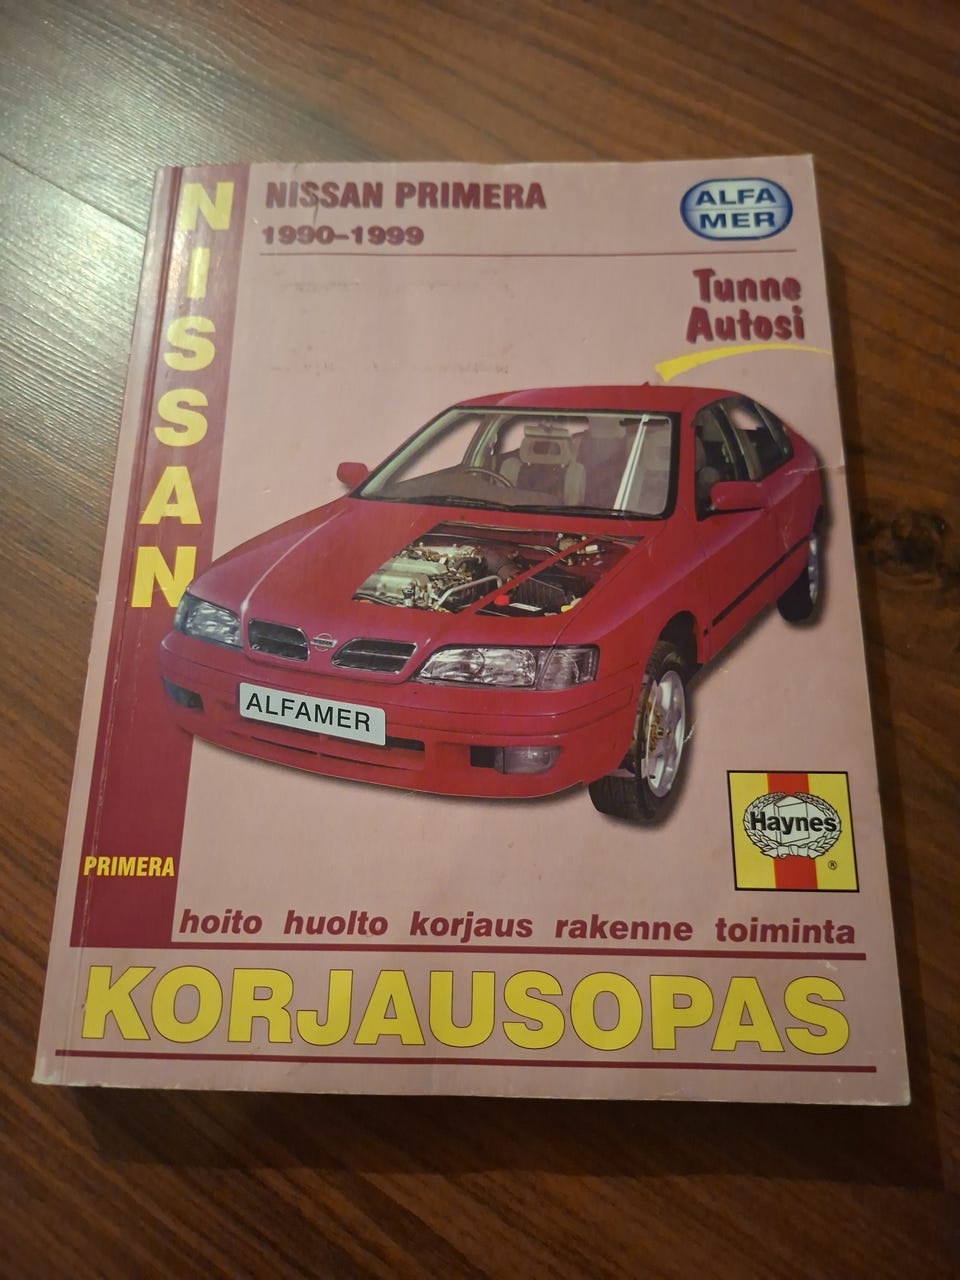 NISSAN
NISSAN PRIMERA
1990-1999
ALFA
MER
Tunne
Autosi
ALFAMER
Haynes
®
PRIMERA
hoito huolto korjaus rakenne toiminta
KORJAUSOPAS